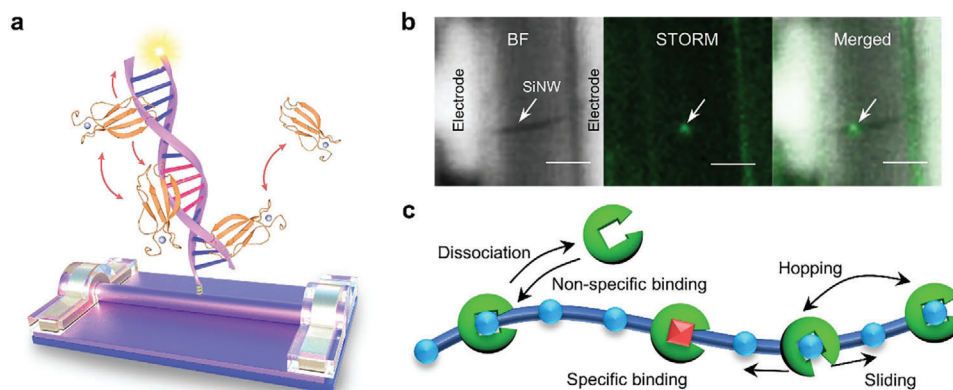 a
b
BF
STORM
Merged
SiNW
Electrode
Electrode
c
Dissociation
Non-specific binding
Hopping
Specific binding
Sliding